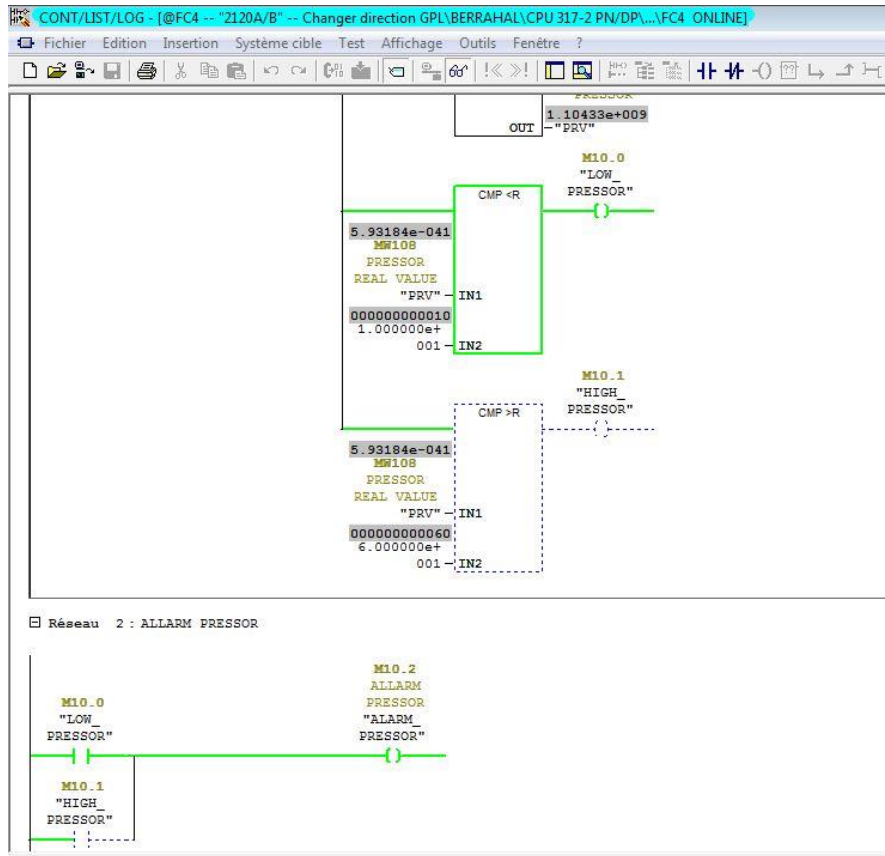 CONT/LIST/LOG - [@FC4 -- "2120A/B" -- Changer direction GPL\BERRAHAL\CPU 317-2 PN/DP\...\FC4 ONLINE]
Fichier Edition Insertion Système cible Test Affichage Outils Fenêtre ?
PRESSOR
1.10433e+009
OUT "PRV"
M10.0
"LOW_
PRESSOR"
CMP <R
5.93184e-041
MW108
PRESSOR
REAL VALUE
"PRV" IN1
000000000010
1.000000e+
001 IN2
M10.1
"HIGH_
PRESSOR"
CMP >R
5.93184e-041
MW108
PRESSOR
REAL VALUE
"PRV" IN1
000000000060
6.000000e+
001 IN2
Réseau 2 : ALLARM PRESSOR
M10.2
ALLARM
PRESSOR
"ALARM_
PRESSOR"
M10.0
"LOW_
PRESSOR"
M10.1
"HIGH_
PRESSOR"